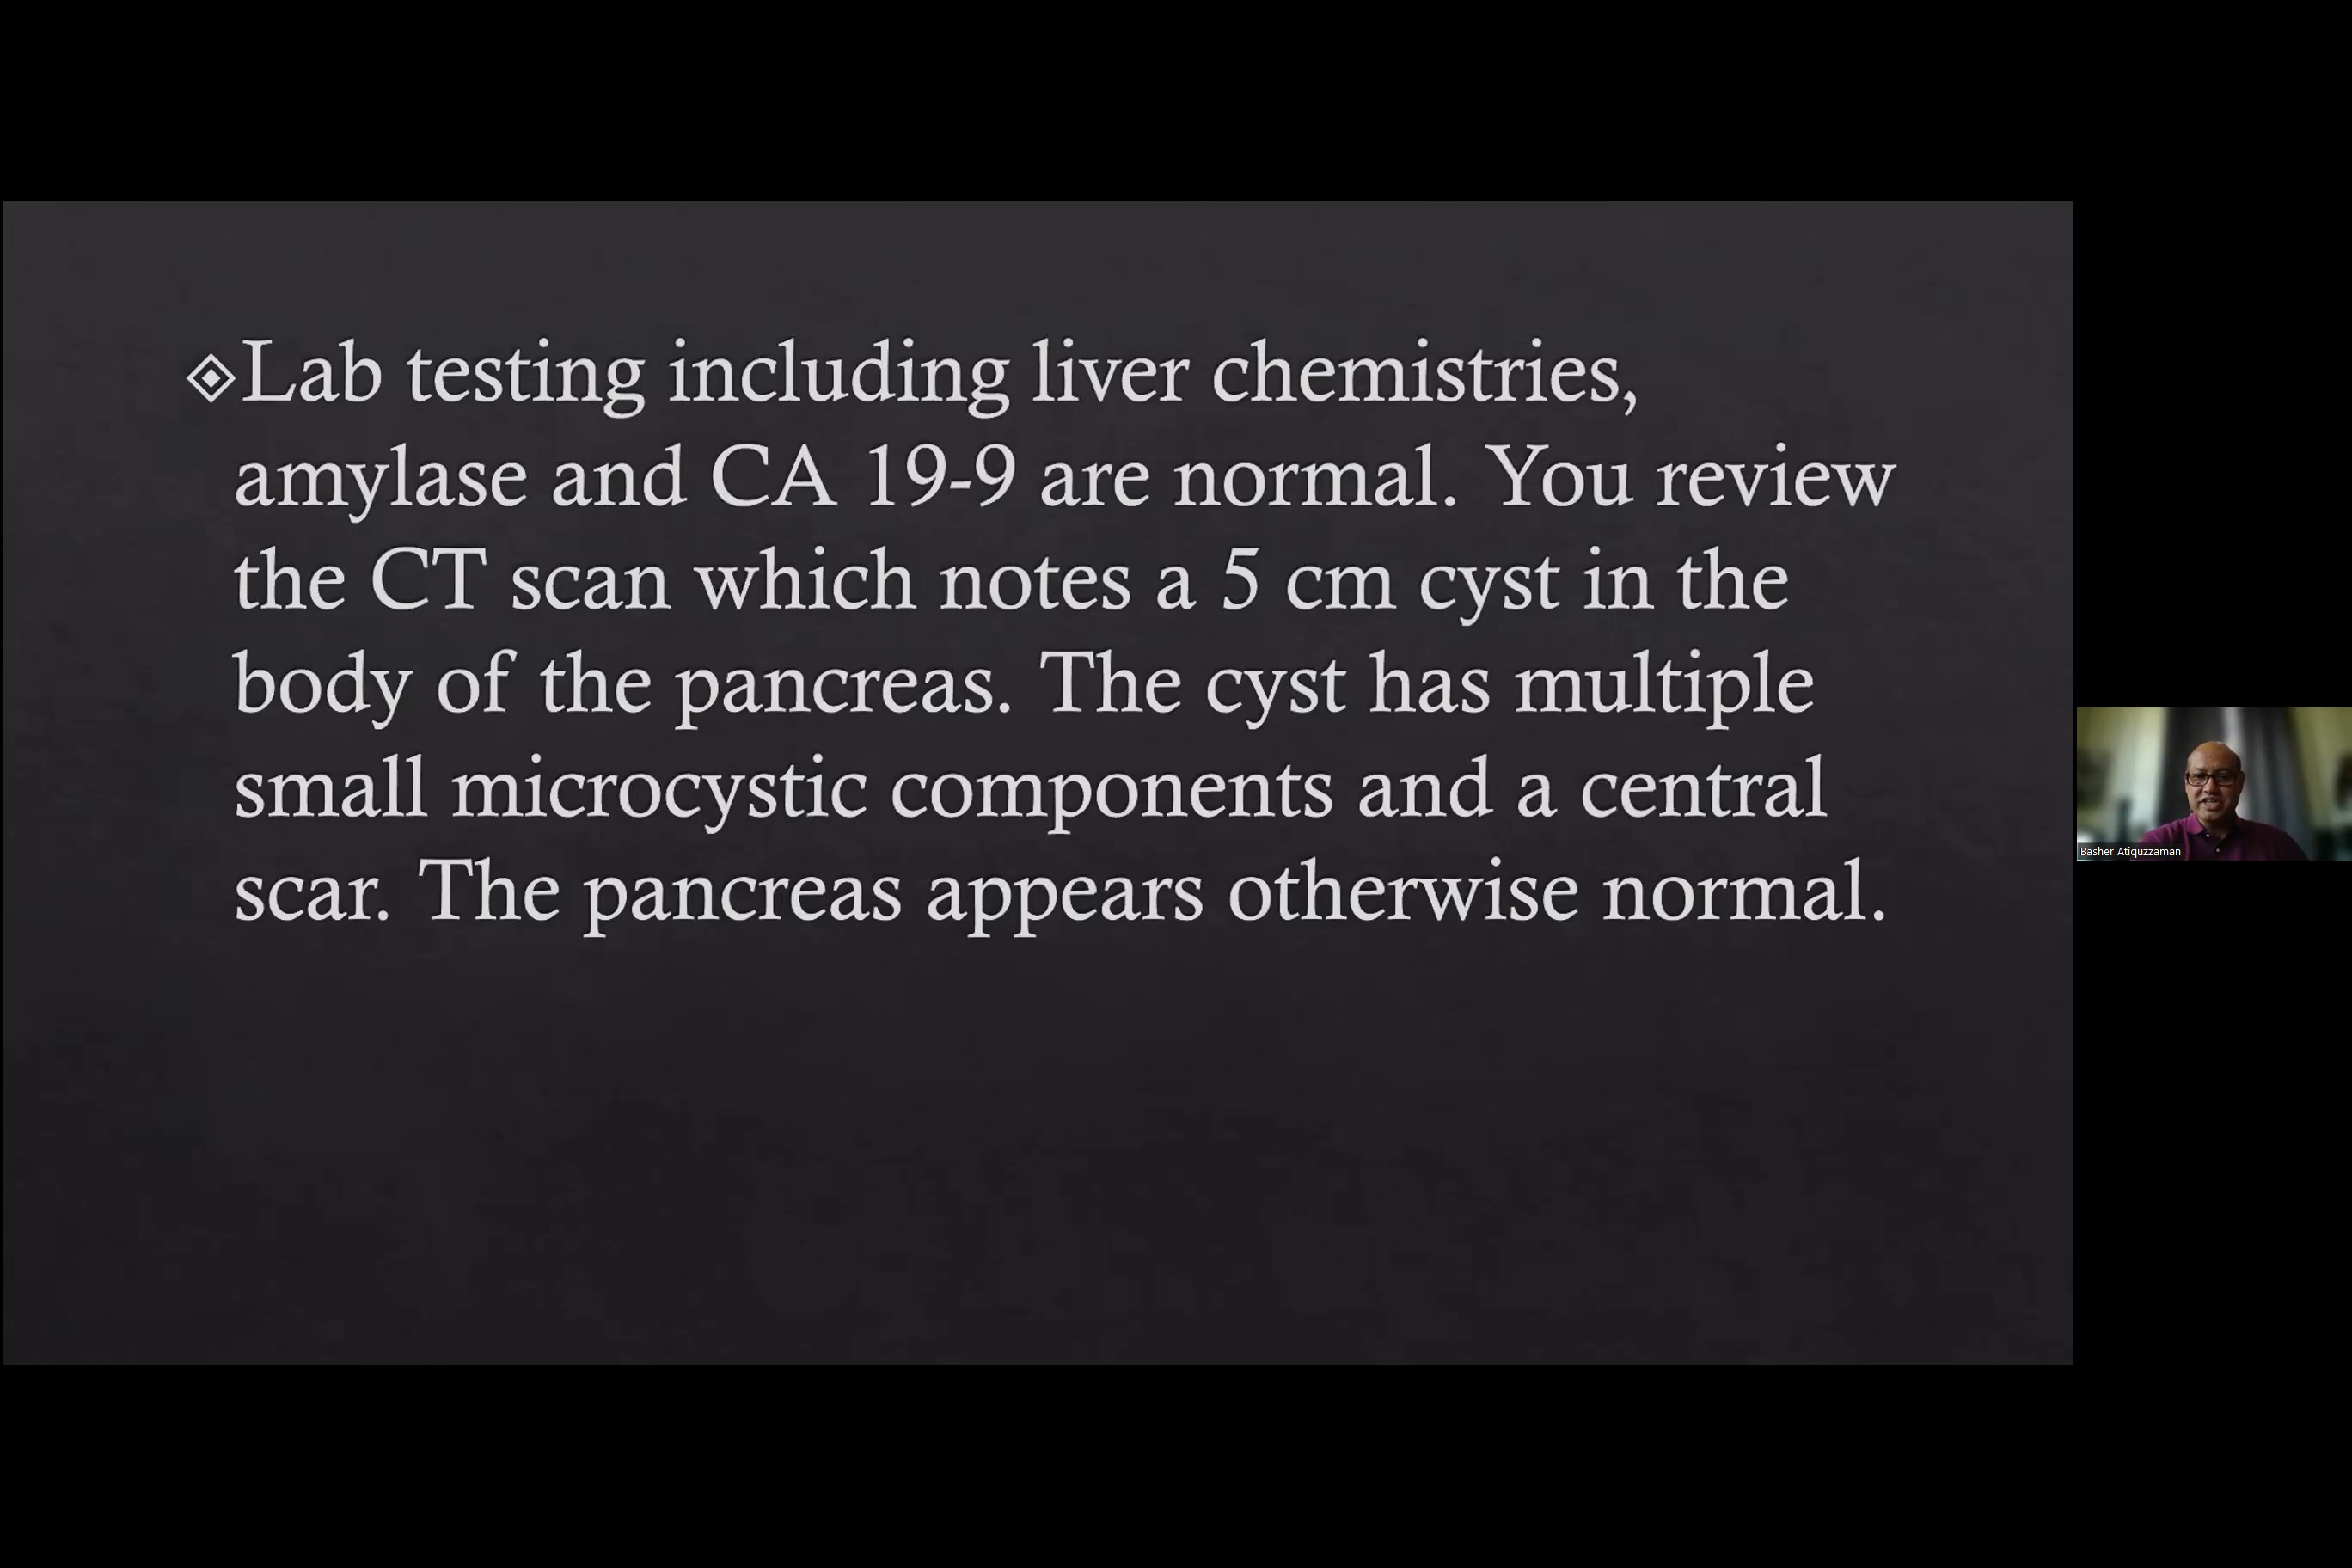 Lab testing including liver chemistries,
amylase and CA 19-9 are normal. You review
the CT scan which notes a 5 cm cyst in the
body of the pancreas. The cyst has multiple
small microcystic components and a central
scar. The pancreas appears otherwise normal.
Basher Atiquzzaman